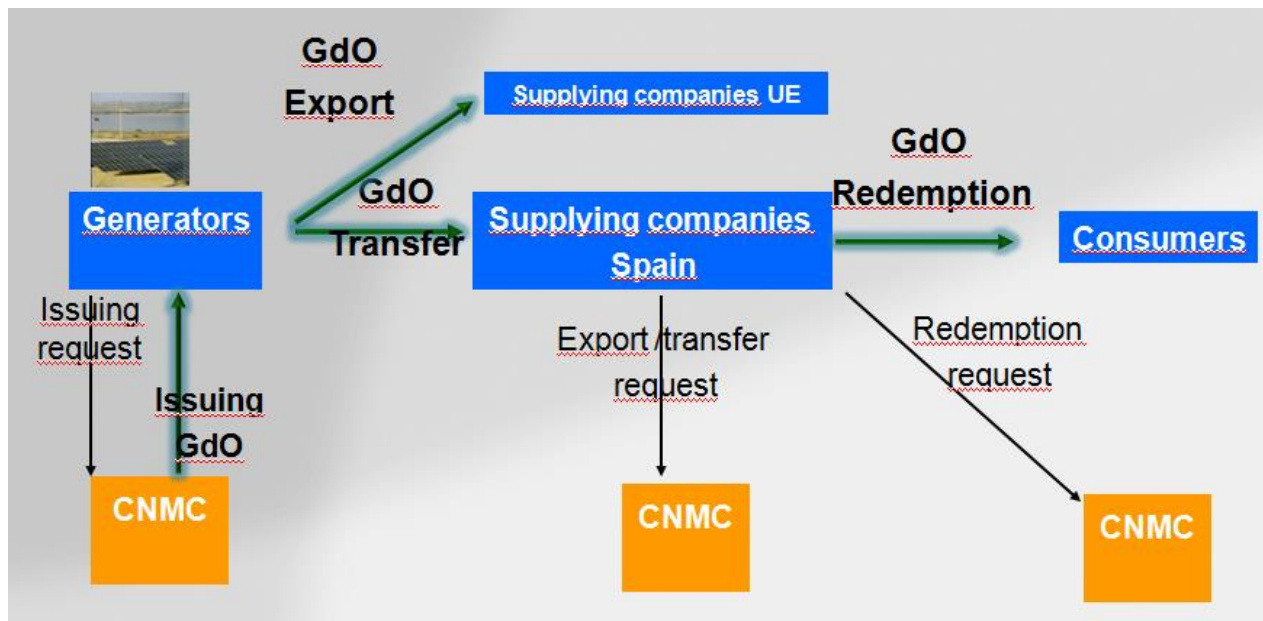 GdO
Export
Supplying companies UE
GdO
Redemption
Generators
GdO
Transfer
Supplying companies
Spain
Consumers
Issuing
request
Issuing
GdO
Export /transfer
request
Redemption
request
CNMC
CNMC
CNMC